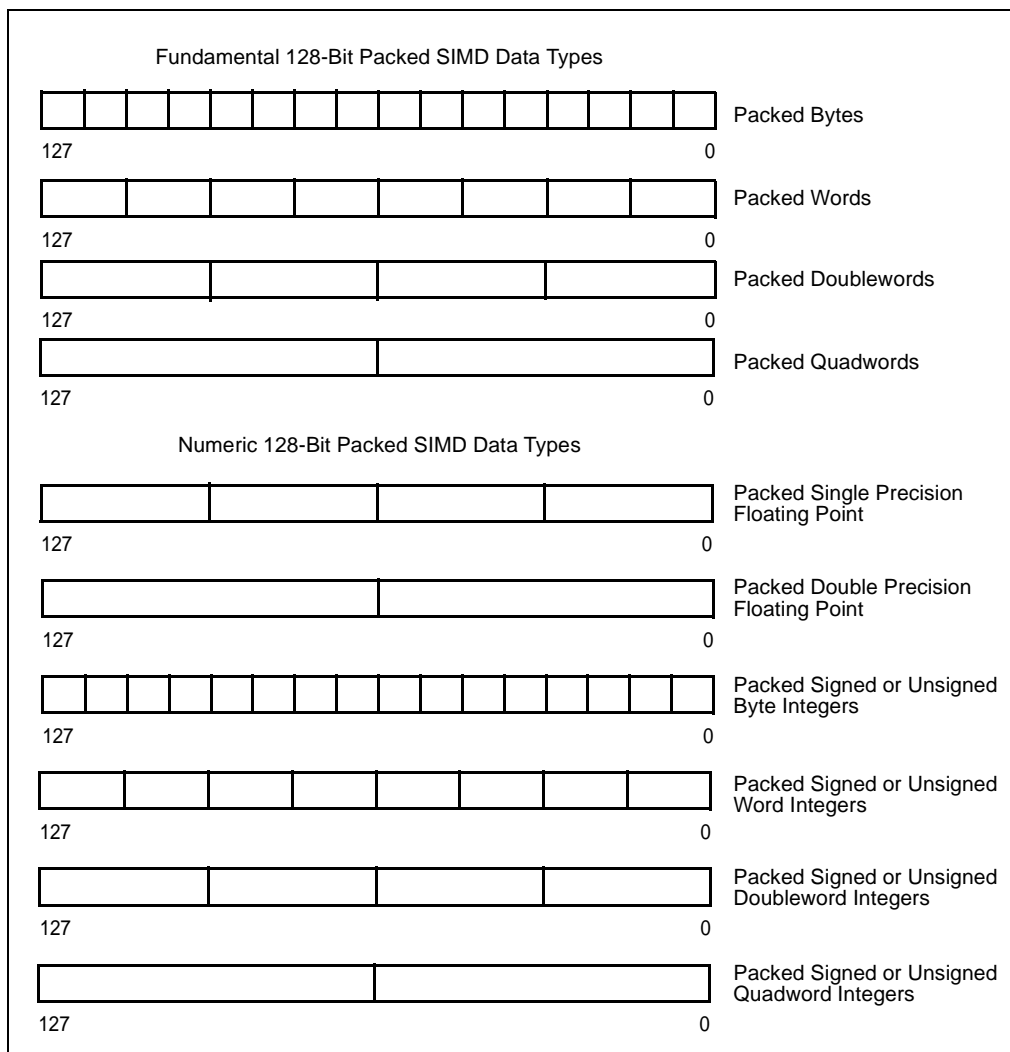 Fundamental 128-Bit Packed SIMD Data Types
Packed Bytes
127 0
Packed Words
127 0
Packed Doublewords
127 0
Packed Quadwords
127 0
Numeric 128-Bit Packed SIMD Data Types
Packed Single Precision
Floating Point
127 0
Packed Double Precision
Floating Point
127 0
Packed Signed or Unsigned
Byte Integers
127 0
Packed Signed or Unsigned
Word Integers
127 0
Packed Signed or Unsigned
Doubleword Integers
127 0
Packed Signed or Unsigned
Quadword Integers
127 0